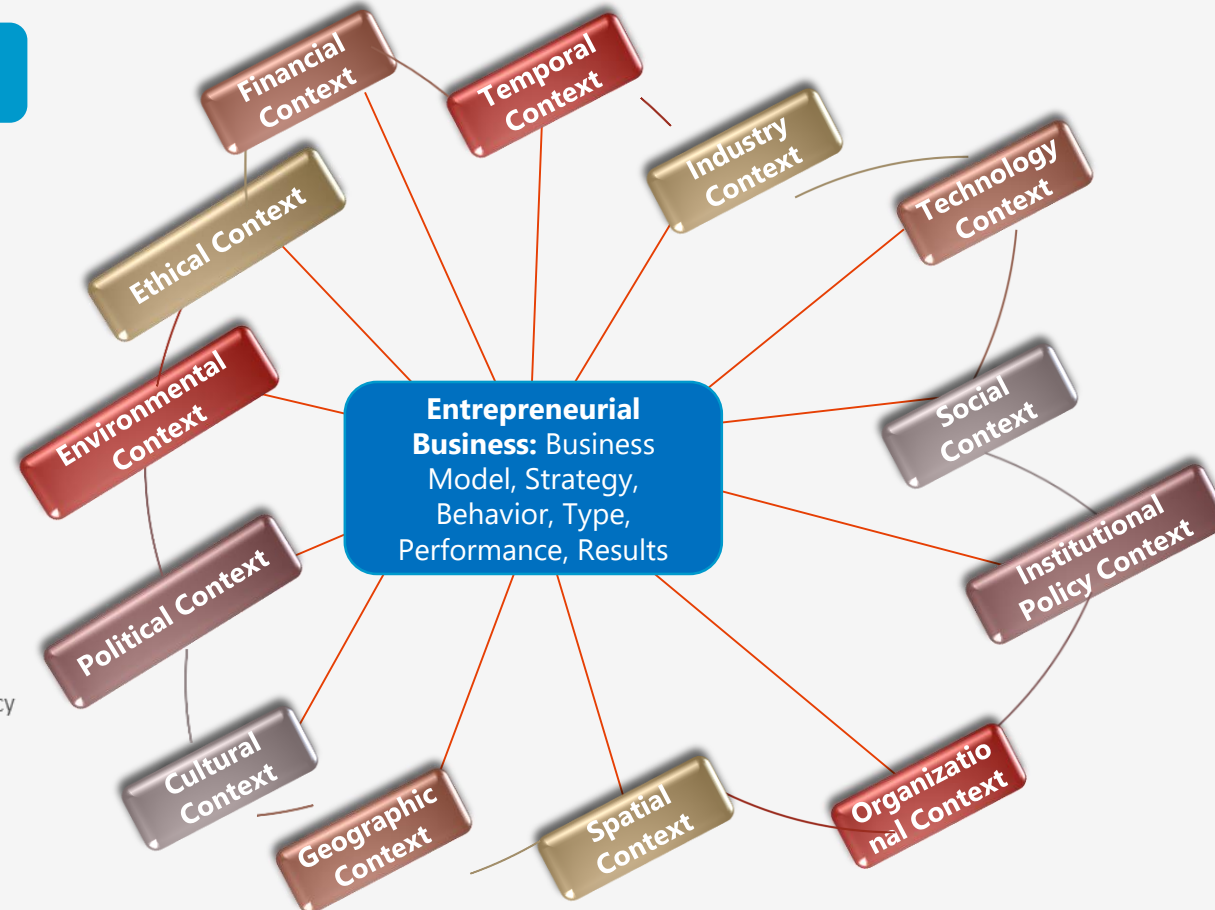 Financial
Context
Temporal
Context
Industry
Context
Technology
Context
Ethical Context
Environmental
Context
Social
Context
Entrepreneurial
Business: Business
Model, Strategy,
Behavior, Type,
Performance, Results
Institutional
Policy Context
Political Context
cy
Cultural
Context
Geographic
Context
Spatial
Context
Organizatio
nal Context